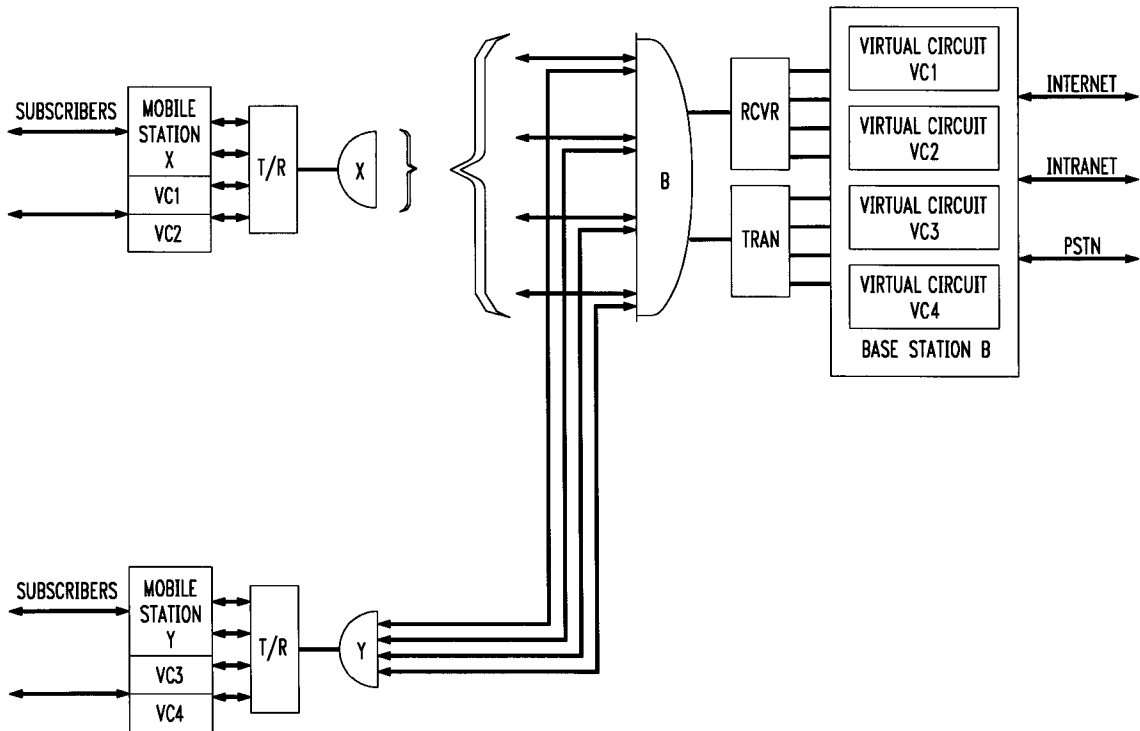 SUBSCRIBERS
MOBILE
STATION
X
VC1
VC2
T/R
X
B
RCVR
TRAN
VIRTUAL CIRCUIT
VC1
VIRTUAL CIRCUIT
VC2
VIRTUAL CIRCUIT
VC3
VIRTUAL CIRCUIT
VC4
BASE STATION B
INTERNET
INTRANET
PSTN
SUBSCRIBERS
MOBILE
STATION
Y
VC3
VC4
T/R
Y